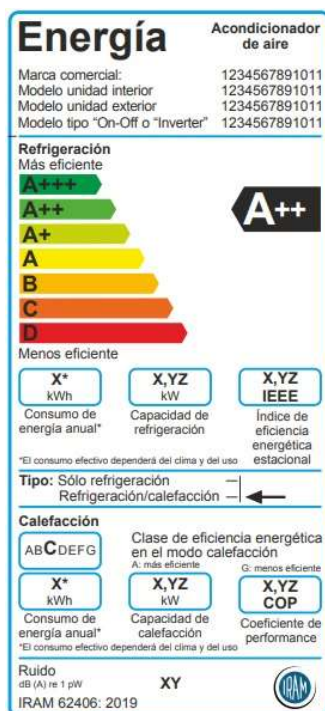 Energía
Acondicionador
de aire
Marca comercial: 1234567891011
Modelo unidad interior 1234567891011
Modelo unidad exterior 1234567891011
Modelo tipo “On-Off o “Inverter” 1234567891011
Refrigeración
Más eficiente
A+++
A++
A+
A
B
C
D
A++
Menos eficiente
X*
kWh
Consumo de
energía anual*
X,YZ
kW
Capacidad de
refrigeración
X,YZ
IEEE
Índice de
eficiencia
energética
estacional
*El consumo efectivo dependerá del clima y del uso
Tipo: Sólo refrigeración
Refrigeración/calefacción
Calefacción
ABCDEFG
Clase de eficiencia energética
en el modo calefacción
A: más eficiente G: menos eficiente
X*
kWh
Consumo de
energía anual*
X,YZ
kW
Capacidad de
calefacción
X,YZ
COP
Coeficiente de
performance
*El consumo efectivo dependerá del clima y del uso
Ruido
dB (A) re 1 pW
XY
IRAM 62406: 2019
IRAM